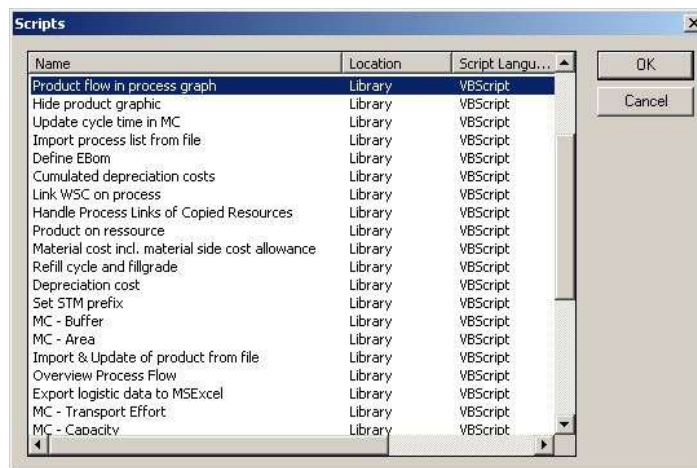 Scripts
Name Location Script Langu...
Product flow in process graph Library VBScript
Hide product graphic Library VBScript
Update cycle time in MC Library VBScript
Import process list from file Library VBScript
Define EBom Library VBScript
Cumulated depreciation costs Library VBScript
Link WSC on process Library VBScript
Handle Process Links of Copied Resources Library VBScript
Product on ressource Library VBScript
Material cost incl. material side cost allowance Library VBScript
Refill cycle and fillgrade Library VBScript
Depreciation cost Library VBScript
Set STM prefix Library VBScript
MC - Buffer Library VBScript
MC - Area Library VBScript
Import & Update of product from file Library VBScript
Overview Process Flow Library VBScript
Export logistic data to MSExcel Library VBScript
MC - Transport Effort Library VBScript
MC - Capacity Library VBScript
OK
Cancel